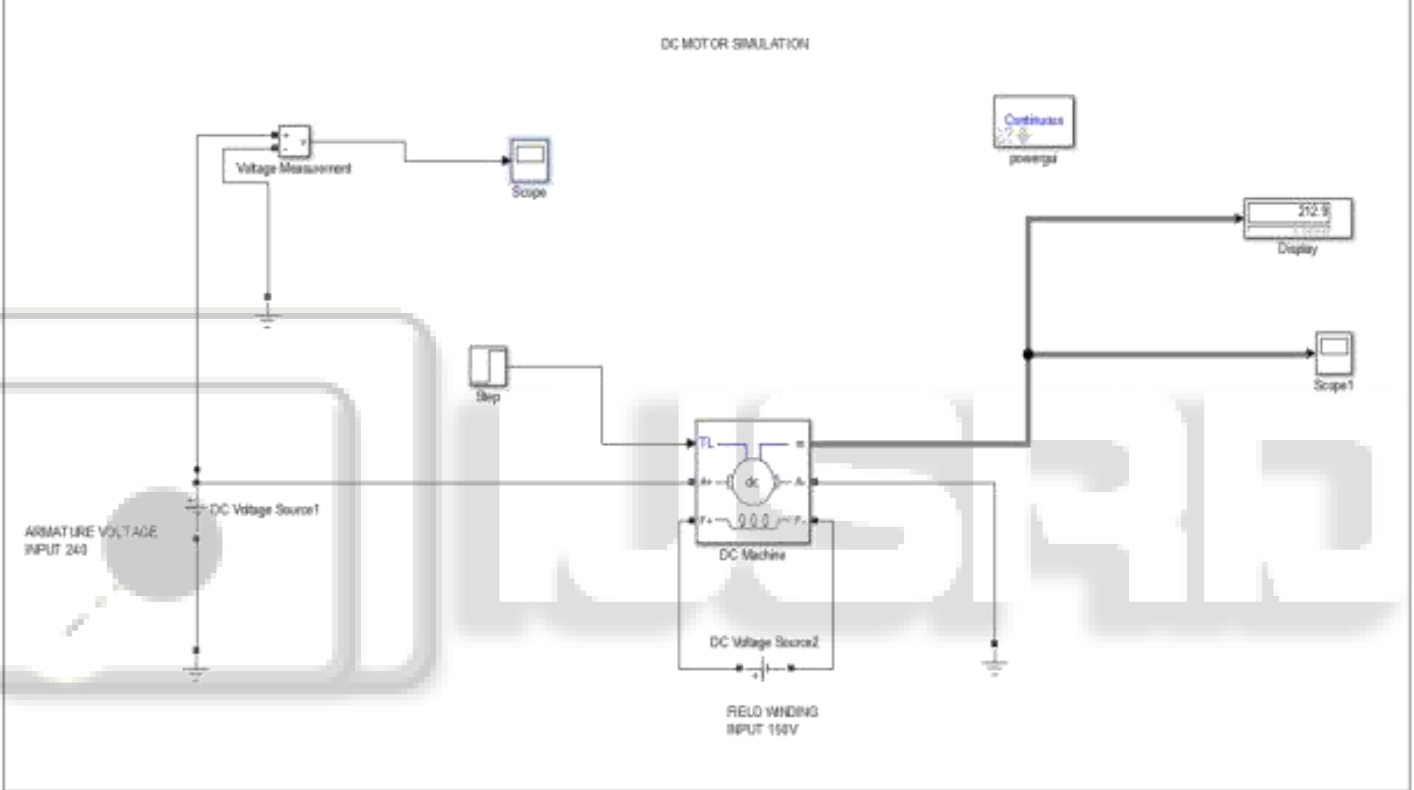 DC MOTOR SIMULATION
Continuous
powergui
+
-
v
Voltage Measurement
Scope
212.9
Display
Step
Scope1
TL
m
A+
dc
A-
F+
F-
DC Machine
DC Voltage Source1
ARMATURE VOLTAGE
INPUT 240
DC Voltage Source2
+
FIELD WINDING
INPUT 150V